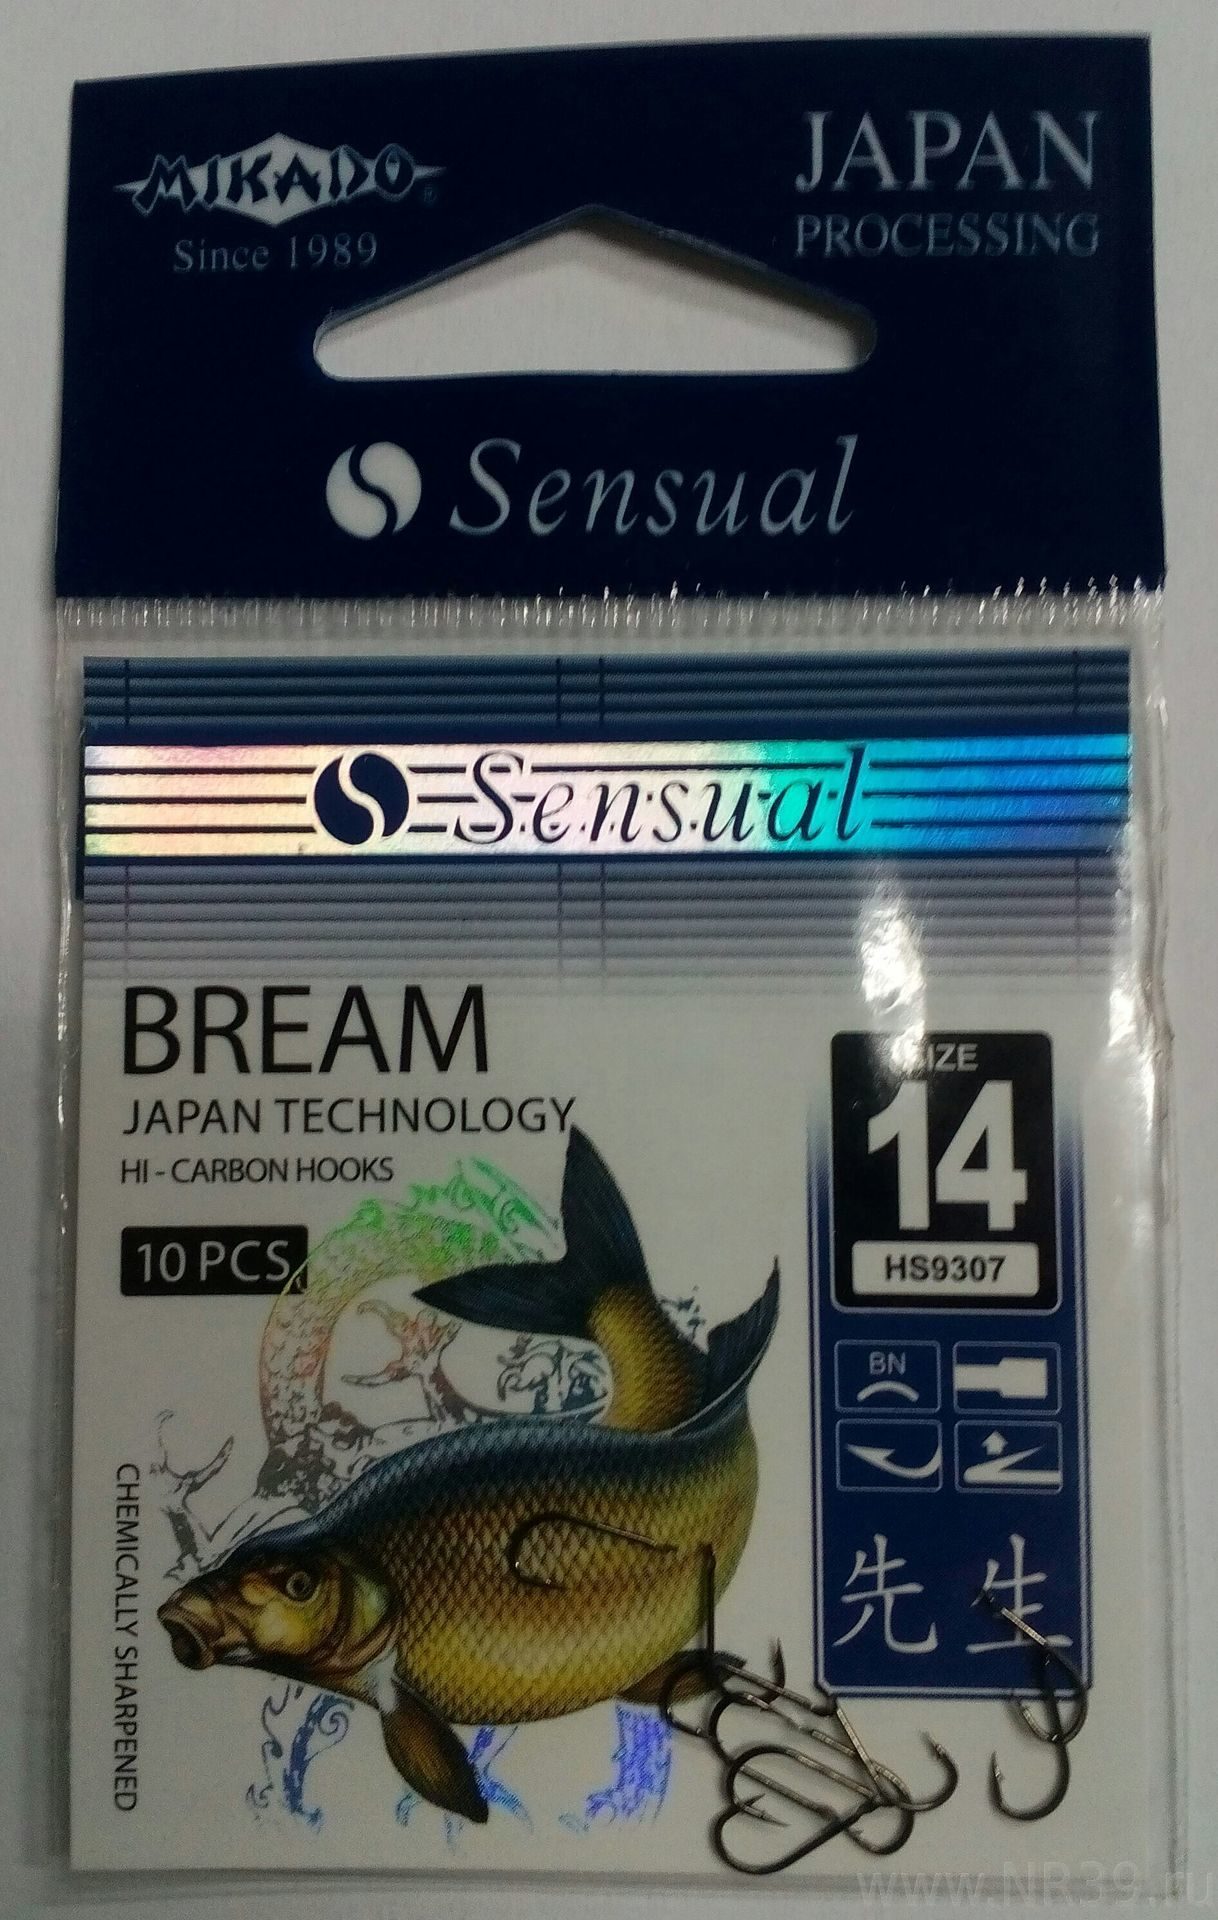 MIKADO®
Since 1989
JAPAN
PROCESSING
Sensual
Sensual
BREAM
JAPAN TECHNOLOGY
HI - CARBON HOOKS
10 PCS.
SIZE
14
HS9307
BN
先生
CHEMICALLY SHARPENED
www.NR39.ru